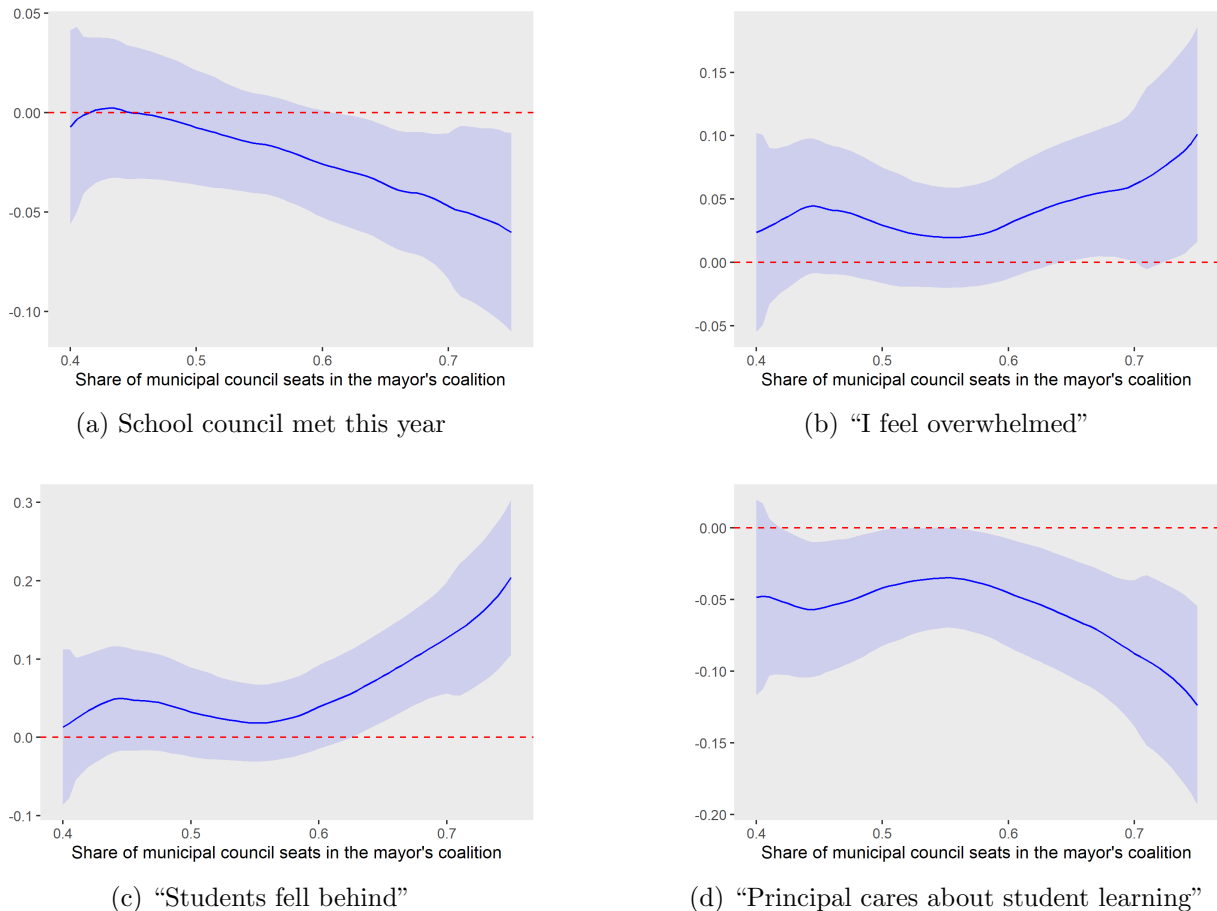 0.05
0.00
-0.05
-0.10
0.4 0.5 0.6 0.7
Share of municipal council seats in the mayor's coalition
(a) School council met this year
0.15
0.10
0.05
0.00
-0.05
0.4 0.5 0.6 0.7
Share of municipal council seats in the mayor's coalition
(b) “I feel overwhelmed”
0.3
0.2
0.1
0.0
-0.1
0.4 0.5 0.6 0.7
Share of municipal council seats in the mayor's coalition
(c) “Students fell behind”
0.00
-0.05
-0.10
-0.15
-0.20
0.4 0.5 0.6 0.7
Share of municipal council seats in the mayor's coalition
(d) “Principal cares about student learning”